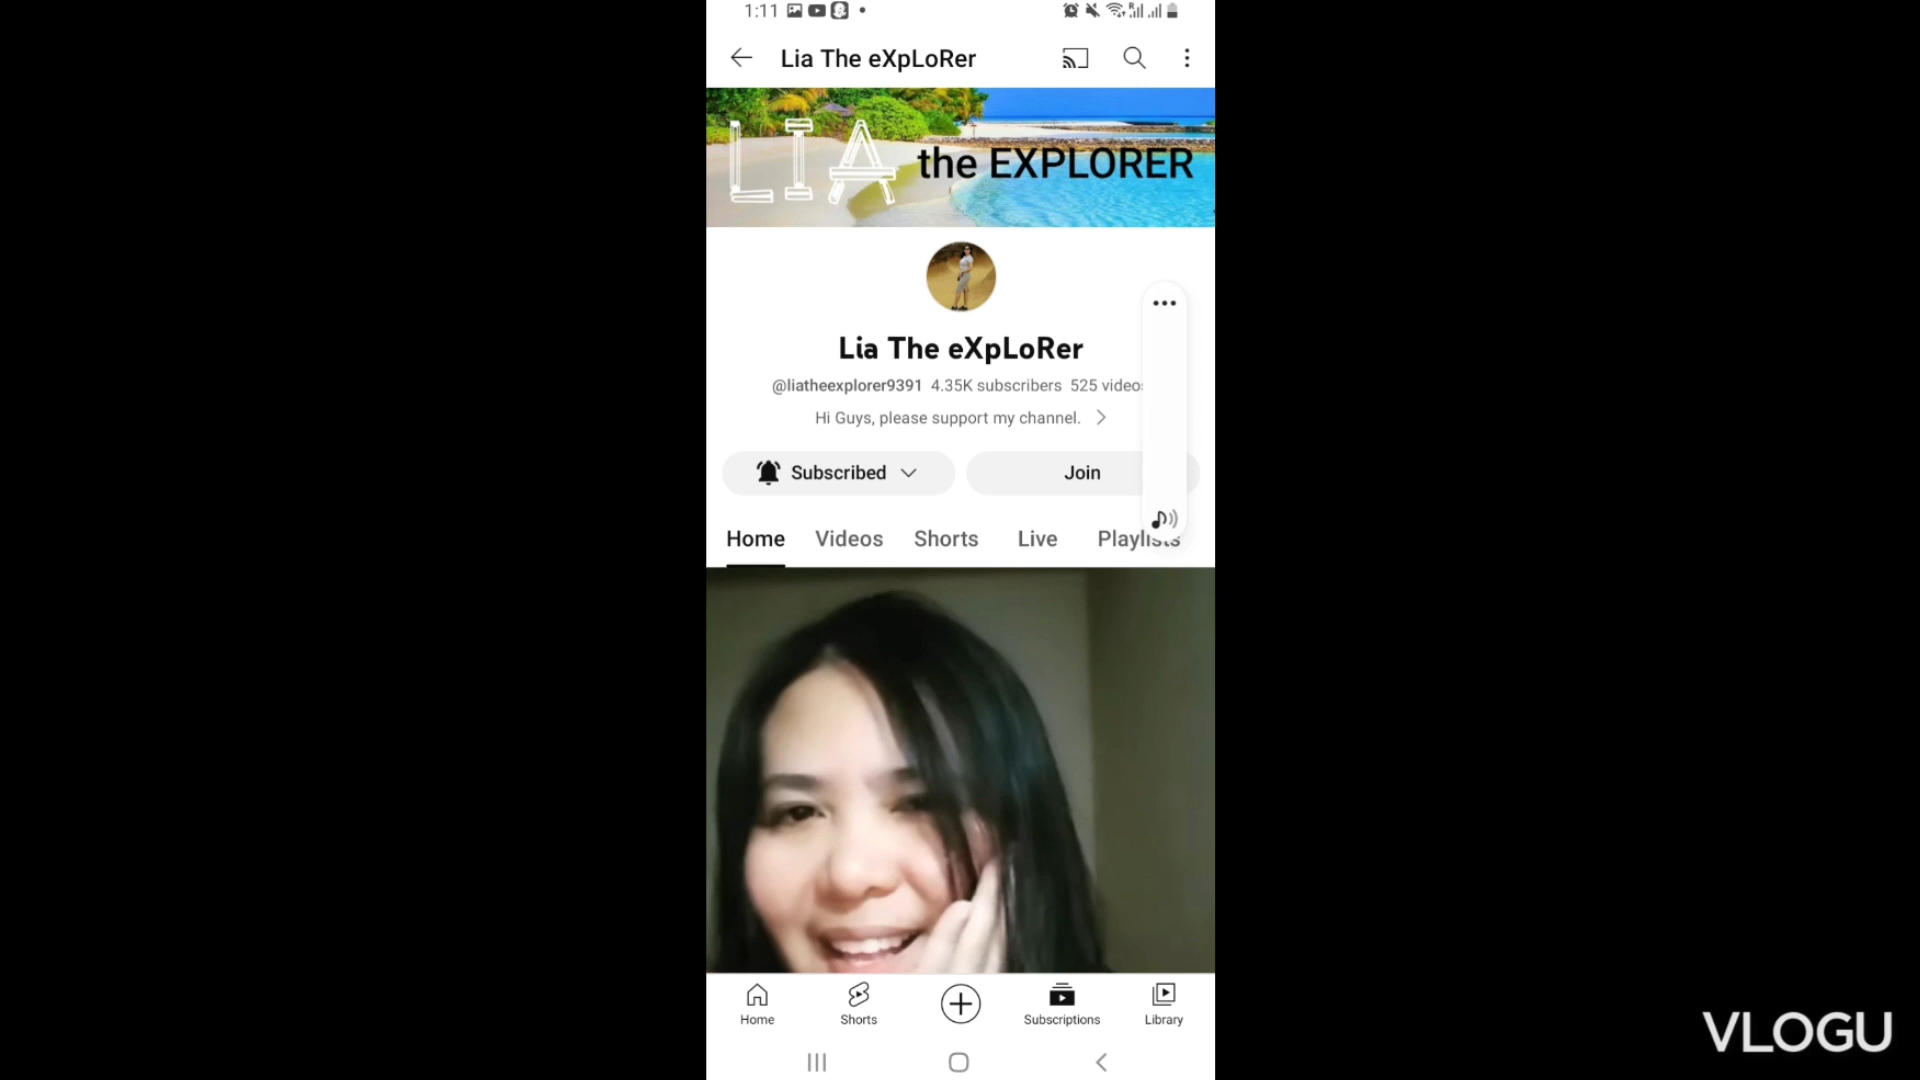 1:11
Lia The eXpLoRer
LIA the EXPLORER
Lia The eXpLoRer
@liatheexplorer9391 4.35K subscribers 525 video
Hi Guys, please support my channel.
Subscribed
Join
Home Videos Shorts Live Playlists
Home Shorts Subscriptions Library
VLOGU